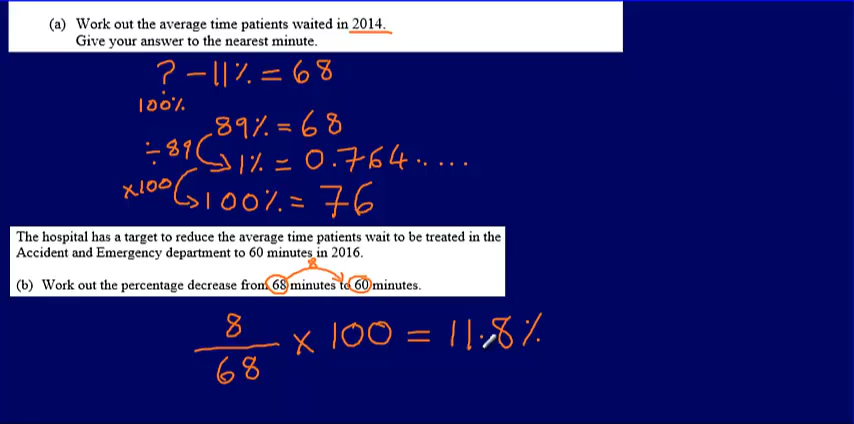 (a) Work out the average time patients waited in 2014.
Give your answer to the nearest minute.
? - 11% = 68
100%
89% = 68
÷89
1% = 0.764.....
x100
100% = 76
The hospital has a target to reduce the average time patients wait to be treated in the
Accident and Emergency department to 60 minutes in 2016.
8
(b) Work out the percentage decrease from 68 minutes to 60 minutes.
8
68
x 100 = 11.8%